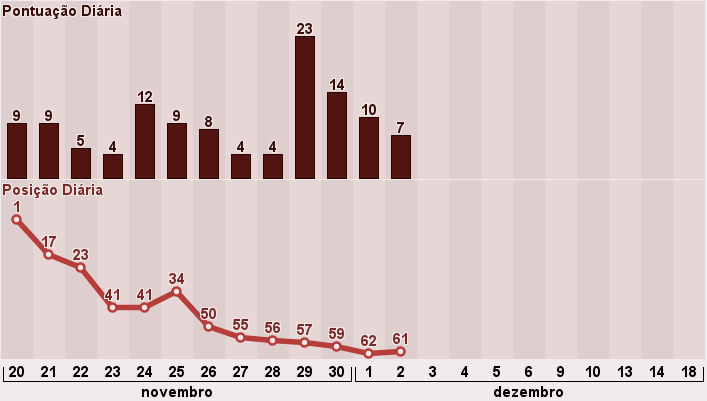 Pontuação Diária
9 9 5 4 12 9 8 4 4 23 14 10 7
Posição Diária
1 17 23 41 41 34 50 55 56 57 59 62 61
20 21 22 23 24 25 26 27 28 29 30 1 2 3 4 5 6 9 10 13 14 18
novembro dezembro